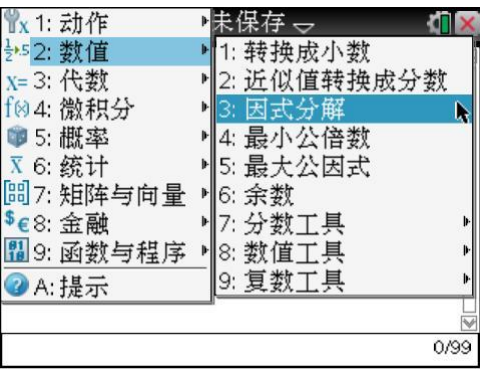 未保存
1: 动作
2: 数值
X= 3: 代数
f(x) 4: 微积分
5: 概率
X 6: 统计
7: 矩阵与向量
$€ 8: 金融
9: 函数与程序
A: 提示
1: 转换成小数
2: 近似值转换成分数
3: 因式分解
4: 最小公倍数
5: 最大公因式
6: 余数
7: 分数工具
8: 数值工具
9: 复数工具
0/99